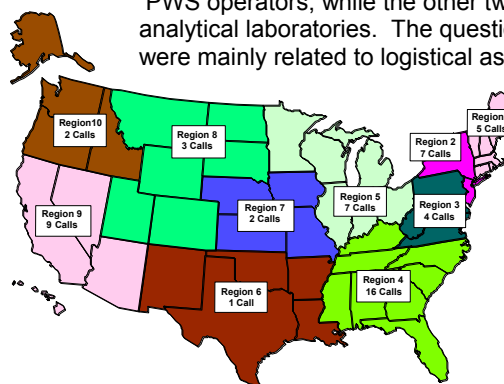 PWS operators, while the other tw
analytical laboratories. The questio
were mainly related to logistical as
Region10
2 Calls
Region 8
3 Calls
Region
5 Calls
Region 2
7 Calls
Region 9
9 Calls
Region 7
2 Calls
Region 5
7 Calls
Region 3
4 Calls
Region 6
1 Call
Region 4
16 Calls